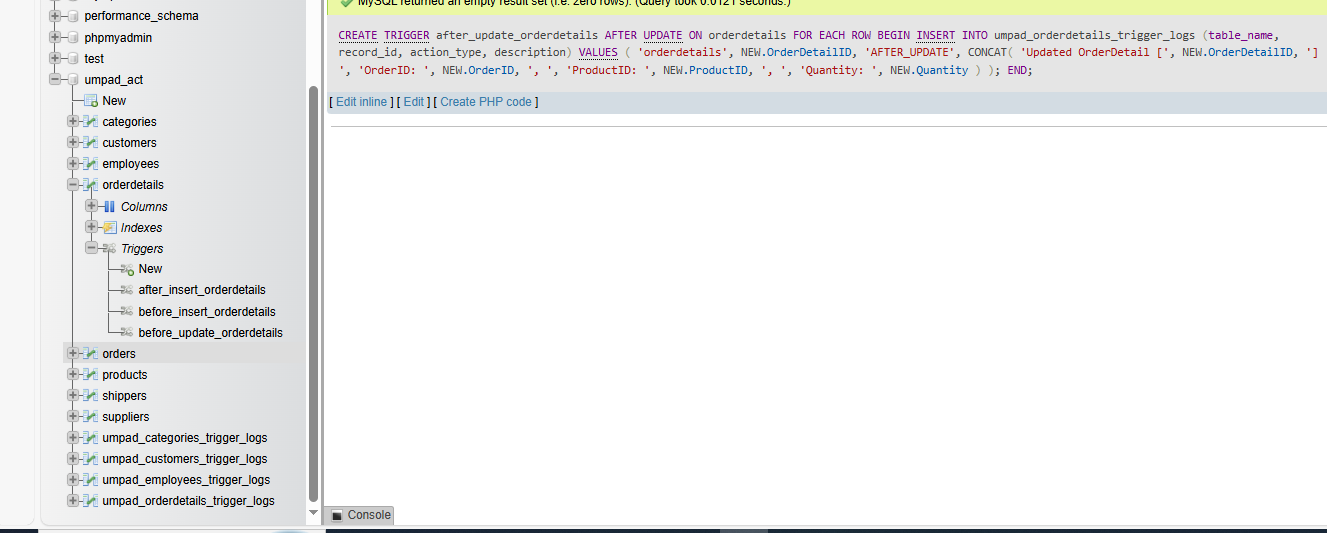 performance_schema
phpmyadmin
test
umpad_act
New
categories
customers
employees
orderdetails
Columns
Indexes
Triggers
New
after_insert_orderdetails
before_insert_orderdetails
before_update_orderdetails
orders
products
shippers
suppliers
umpad_categories_trigger_logs
umpad_customers_trigger_logs
umpad_employees_trigger_logs
umpad_orderdetails_trigger_logs
MySQL returned an empty result set (i.e. zero rows). (Query took 0.0121 seconds.)
CREATE TRIGGER after_update_orderdetails AFTER UPDATE ON orderdetails FOR EACH ROW BEGIN INSERT INTO umpad_orderdetails_trigger_logs (table_name,
record_id, action_type, description) VALUES ( 'orderdetails', NEW.OrderDetailID, 'AFTER_UPDATE', CONCAT( 'Updated OrderDetail [', NEW.OrderDetailID, ']
', 'OrderID: ', NEW.OrderID, ', ', 'ProductID: ', NEW.ProductID, ', ', 'Quantity: ', NEW.Quantity ) ); END;
[ Edit inline ] [ Edit ] [ Create PHP code ]
Console